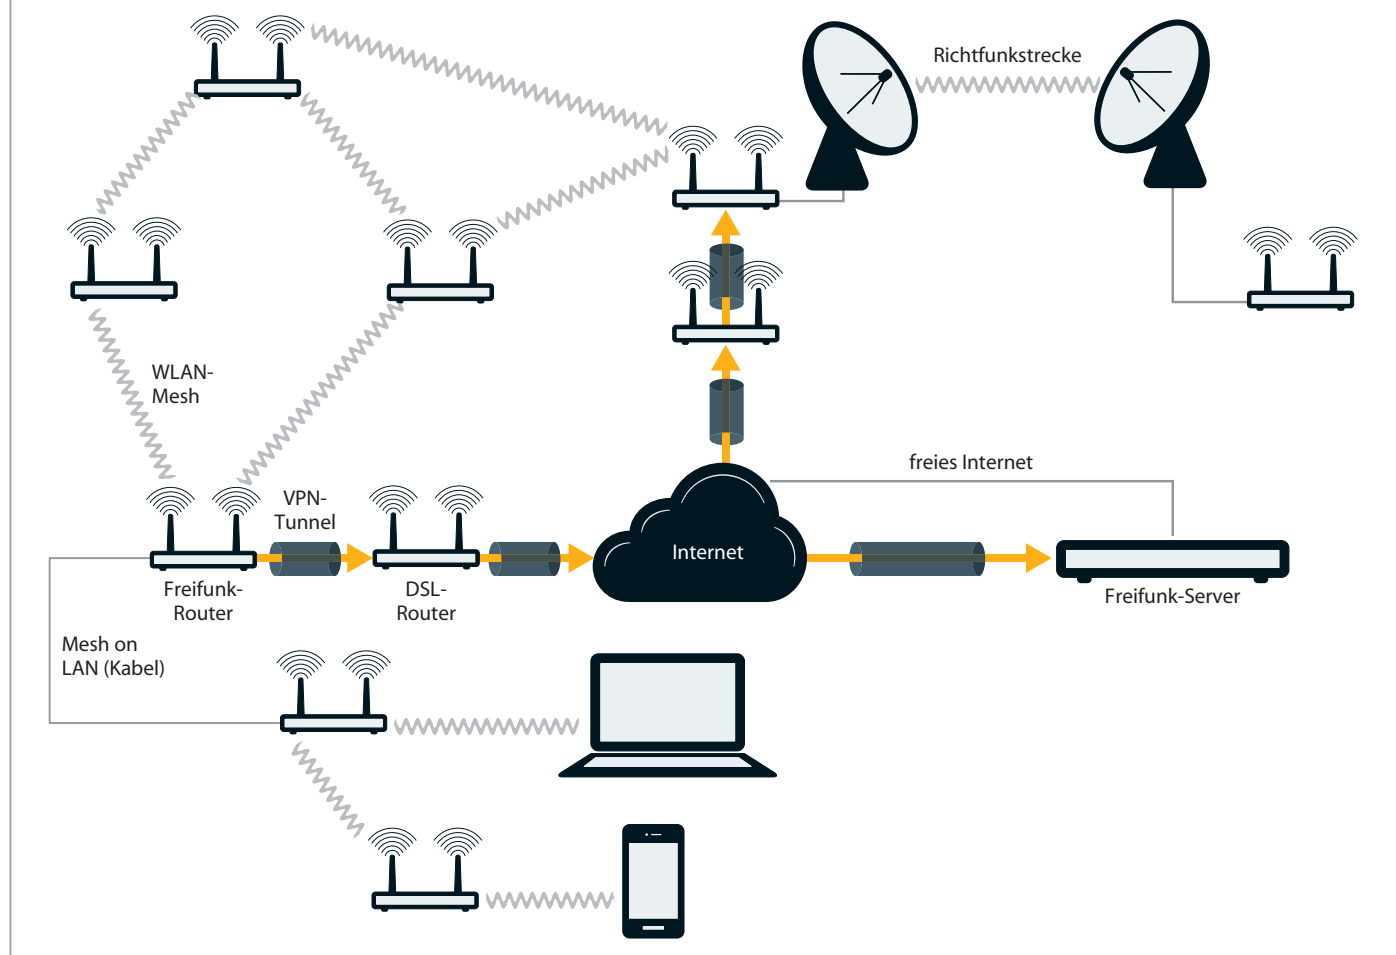 Richtfunkstrecke
WLAN-
Mesh
freies Internet
VPN-
Tunnel
Internet
Freifunk-
Router
DSL-
Router
Freifunk-Server
Mesh on
LAN (Kabel)